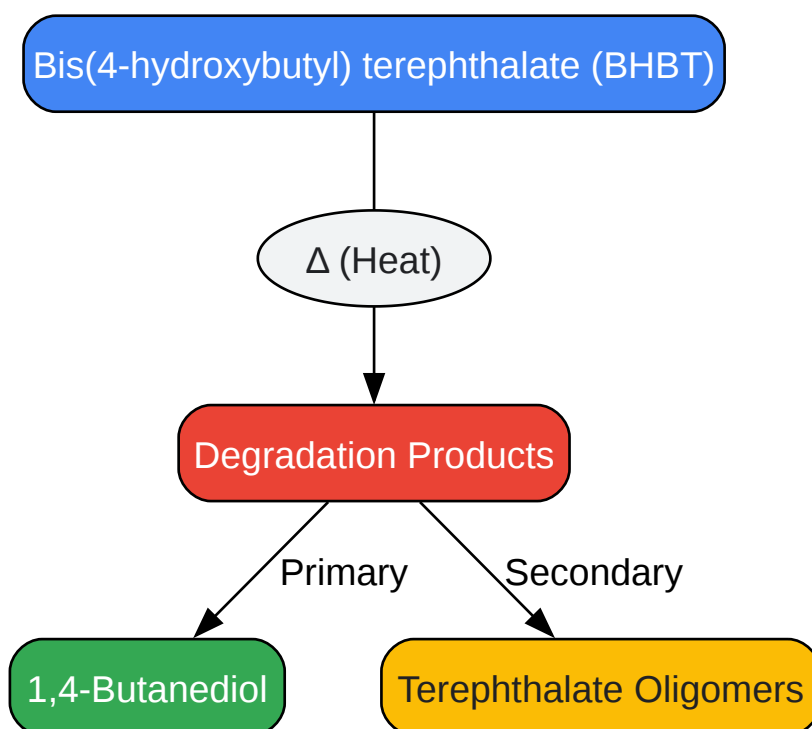 Bis(4-hydroxybutyl) terephthalate (BHBT)
Δ (Heat)
Degradation Products
Primary
Secondary
1,4-Butanediol
Terephthalate Oligomers